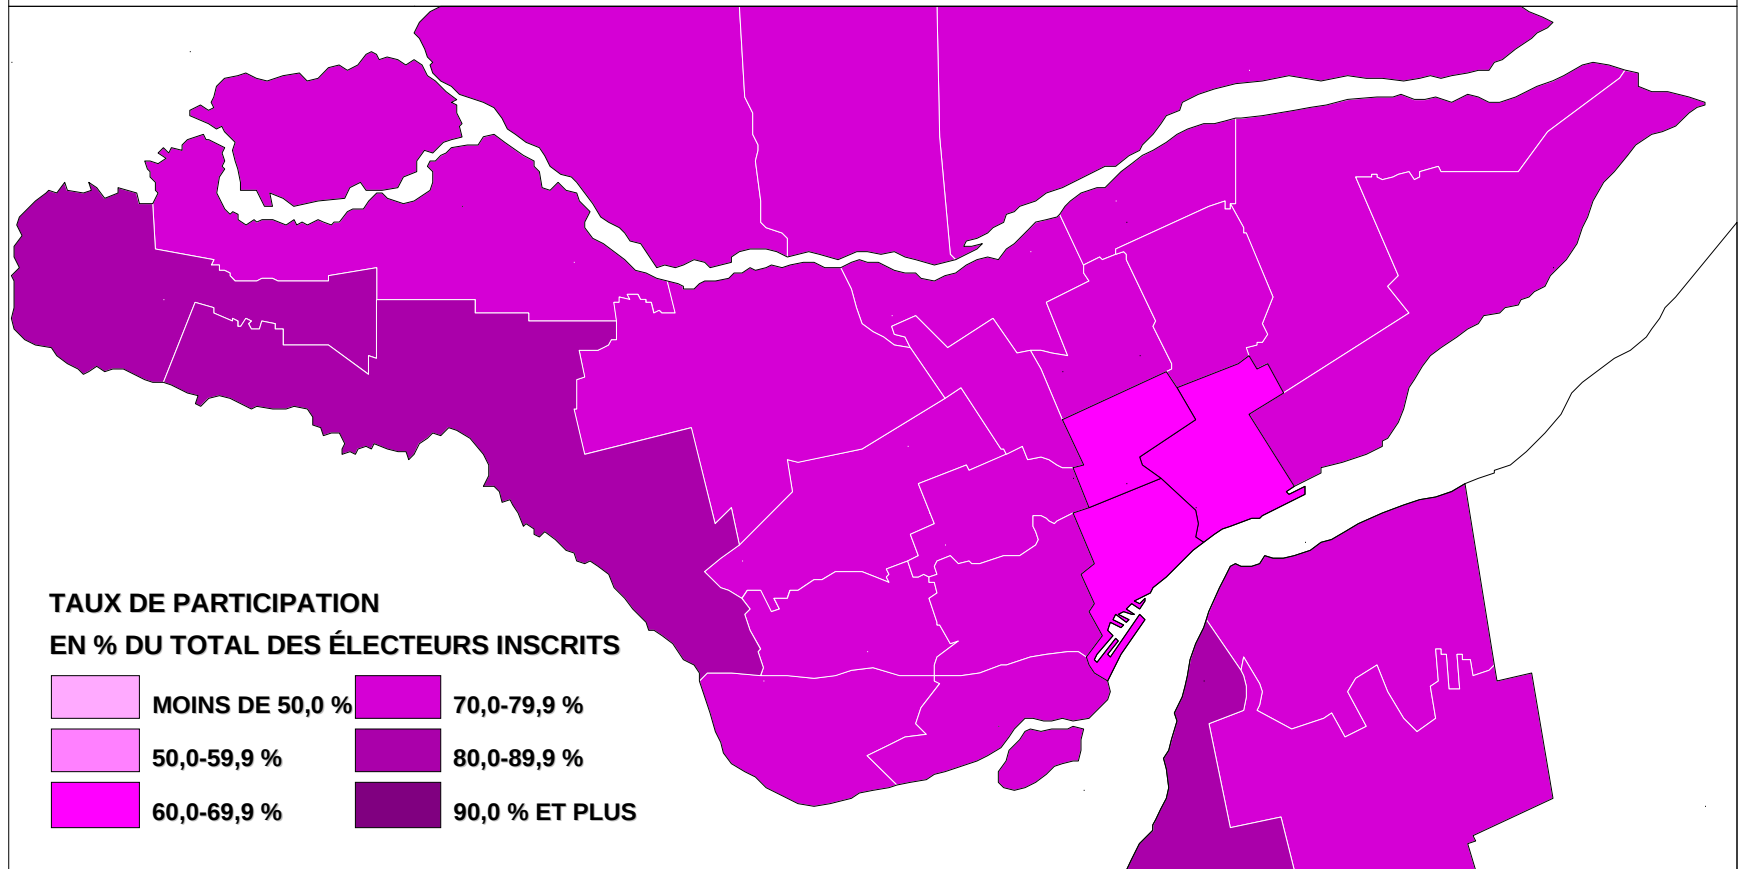 TAUX DE PARTICIPATION
EN % DU TOTAL DES ÉLECTEURS INSCRITS
MOINS DE 50,0 %
50,0-59,9 %
60,0-69,9 %
70,0-79,9 %
80,0-89,9 %
90,0 % ET PLUS